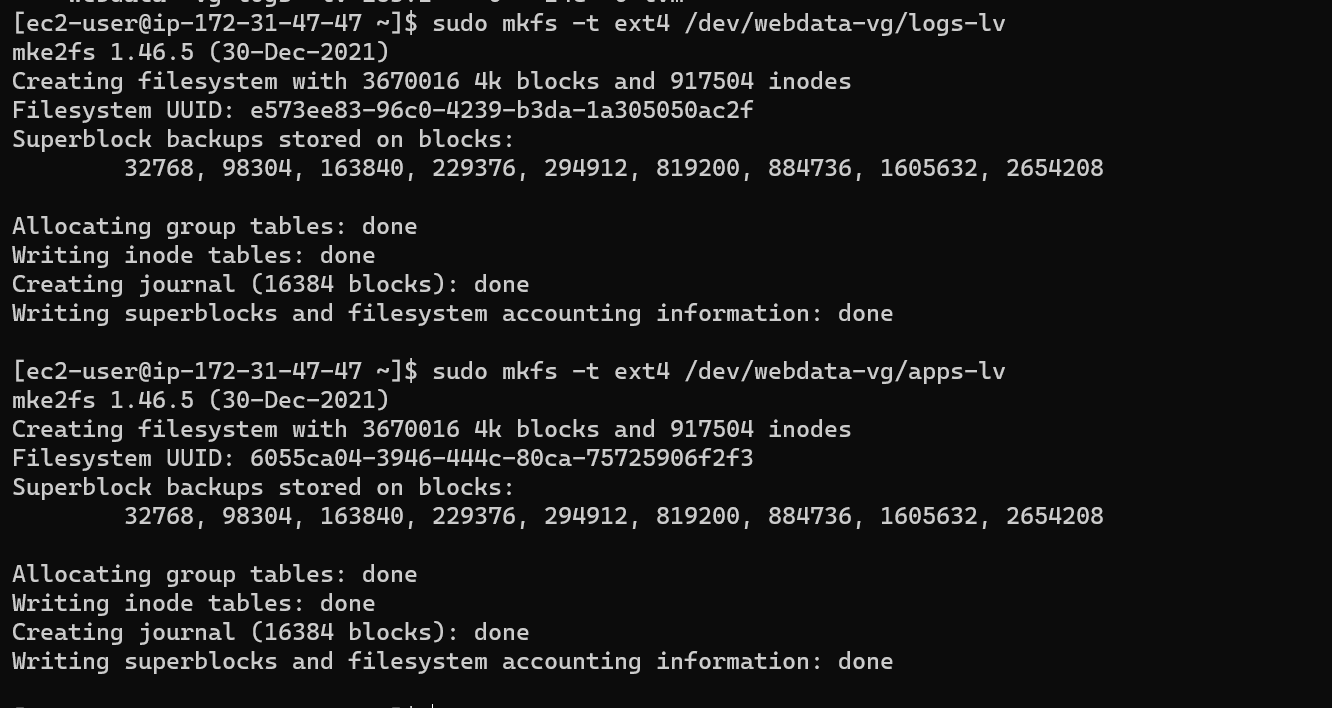 [ec2-user@ip-172-31-47-47 ~]$ sudo mkfs -t ext4 /dev/webdata-vg/logs-lv
mke2fs 1.46.5 (30-Dec-2021)
Creating filesystem with 3670016 4k blocks and 917504 inodes
Filesystem UUID: e573ee83-96c0-4239-b3da-1a305050ac2f
Superblock backups stored on blocks:
        32768, 98304, 163840, 229376, 294912, 819200, 884736, 1605632, 2654208
Allocating group tables: done
Writing inode tables: done
Creating journal (16384 blocks): done
Writing superblocks and filesystem accounting information: done
[ec2-user@ip-172-31-47-47 ~]$ sudo mkfs -t ext4 /dev/webdata-vg/apps-lv
mke2fs 1.46.5 (30-Dec-2021)
Creating filesystem with 3670016 4k blocks and 917504 inodes
Filesystem UUID: 6055ca04-3946-444c-80ca-75725906f2f3
Superblock backups stored on blocks:
        32768, 98304, 163840, 229376, 294912, 819200, 884736, 1605632, 2654208
Allocating group tables: done
Writing inode tables: done
Creating journal (16384 blocks): done
Writing superblocks and filesystem accounting information: done